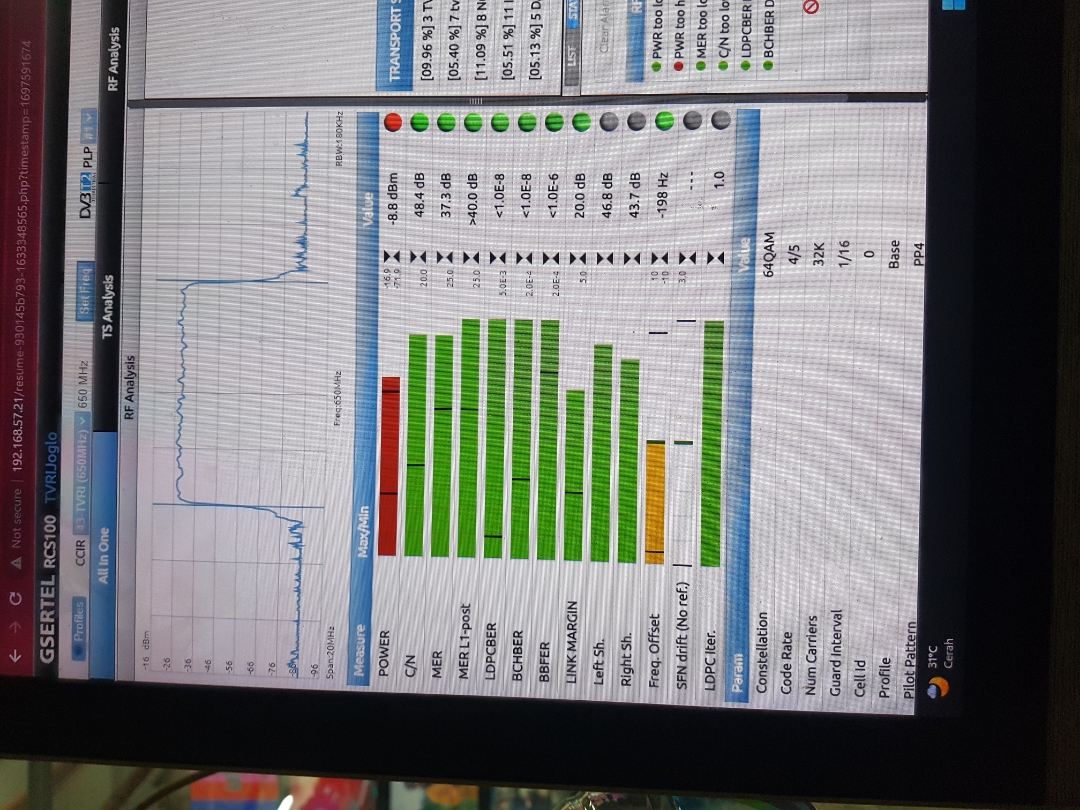 Not secure 192.168.57.21/resume-930145b793-1633348565.php?timestamp=1697591674
GSERTEL RCS100 TVRIJoglo
Profiles CCIR 43-TVRI (650MHz) 650 MHz Set Freq DVB T2 PLP #1
All In One TS Analysis RF Analysis
RF Analysis
-16 dBm
-26
-36
-46
-56
-66
-76
-86
-96
Span:20MHz Freq:650MHz RBW:180KHz
Measure Max/Min Value
POWER -16.9 -71.9 -8.8 dBm
C/N 20.0 48.4 dB
MER 25.0 37.3 dB
MER L1-post 25.0 >40.0 dB
LDPCBER 5.0E-3 <1.0E-8
BCHBER 2.0E-4 <1.0E-8
BBFER 2.0E-4 <1.0E-6
LINK MARGIN 5.0 20.0 dB
Left Sh. 46.8 dB
Right Sh. 43.7 dB
Freq. Offset 10 -10 -198 Hz
SFN drift (No ref.) 3.0 ---
LDPC Iter. 1.0
Param Value
Constellation 64QAM
Code Rate 4/5
Num Carriers 32K
Guard Interval 1/16
Cell Id 0
Profile Base
Pilot Pattern PP4
TRANSPORT S
[09.96 %] 3 TV
[05.40 %] 7 tv
[11.09 %] 8 N
[05.51 %] 11
[05.13 %] 5 D
LIST STA
Clear Alar
RF
PWR too lo
PWR too h
MER too lo
C/N too lo
LDPCBER
BCHBER D
31°C
Cerah